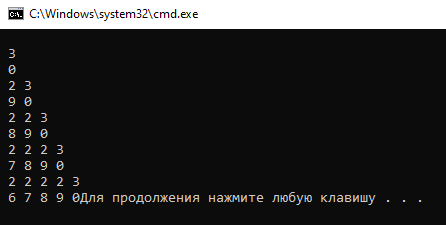 C:\Windows\system32\cmd.exe
3
0
2 3
9 0
2 2 3
8 9 0
2 2 2 3
7 8 9 0
2 2 2 2 3
6 7 8 9 0Для продолжения нажмите любую клавишу . . .